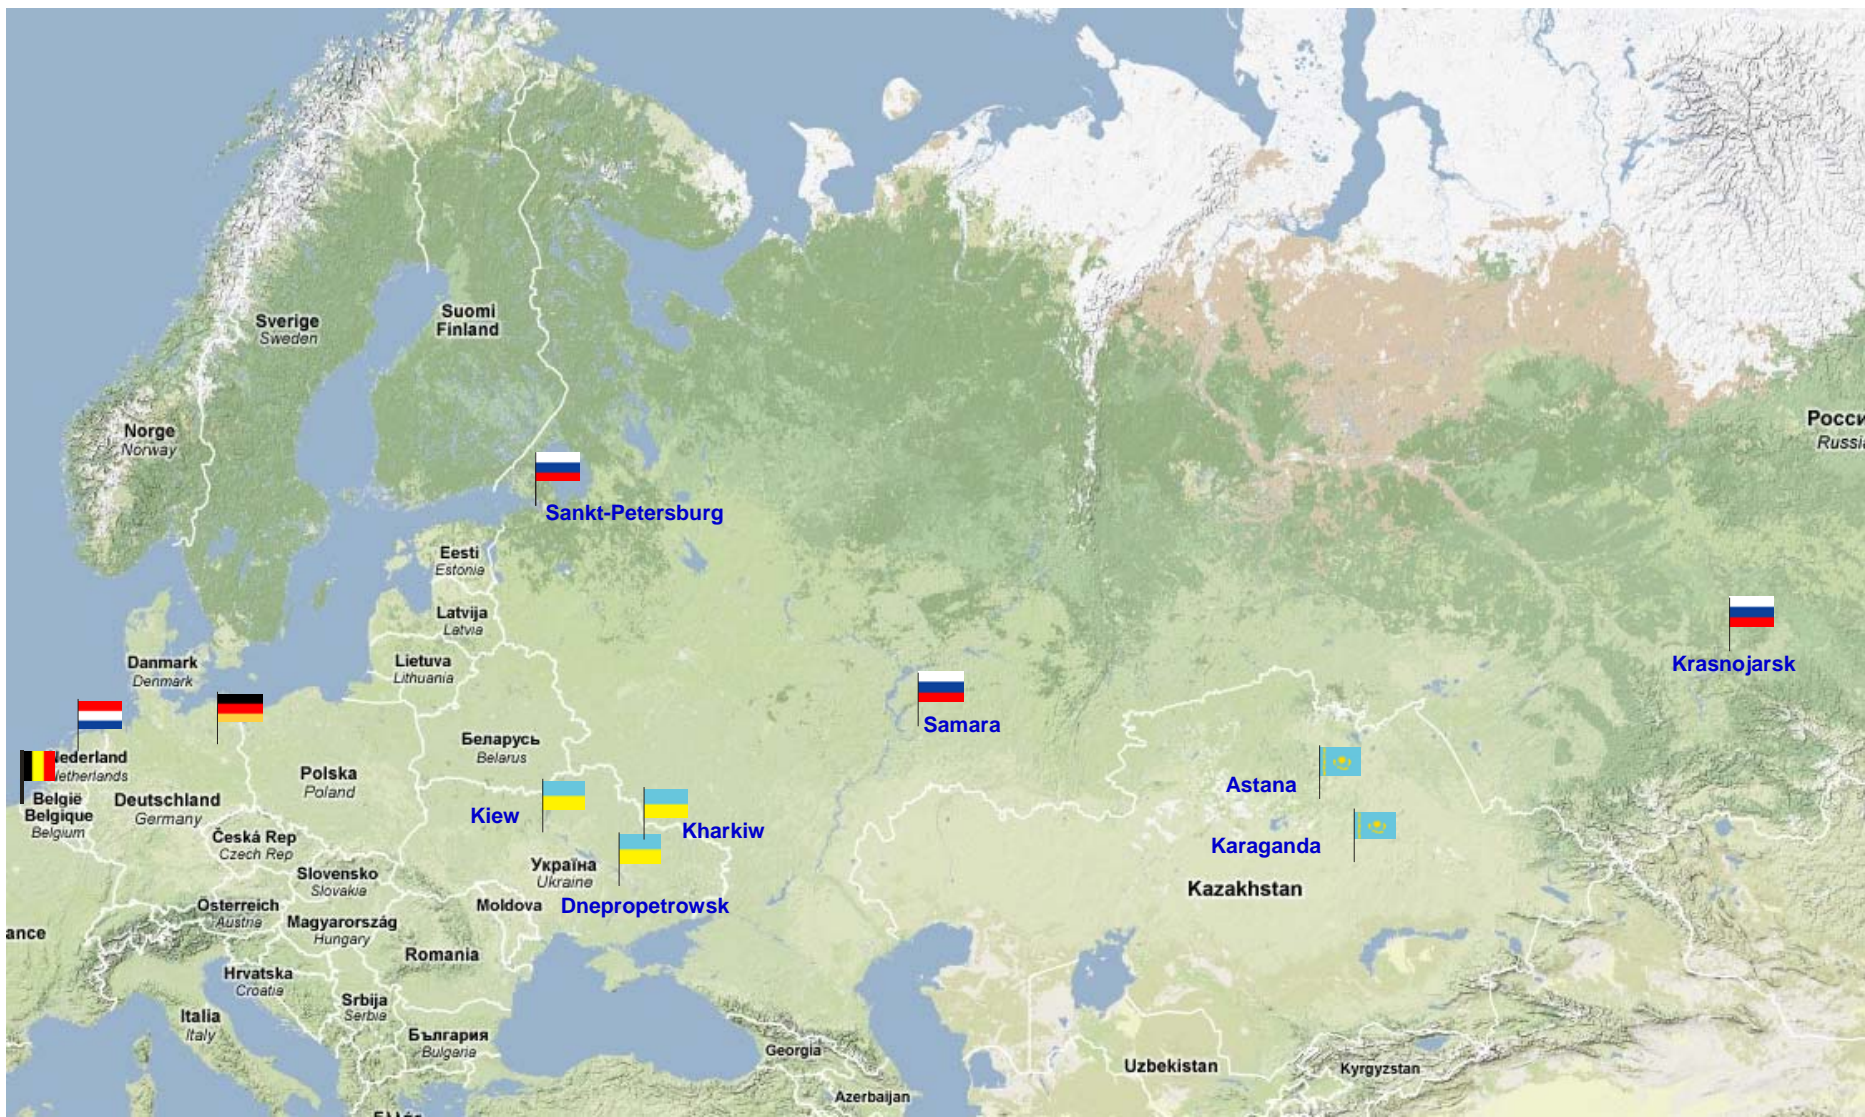 Suomi
Finland
Sverige
Sweden
Norge
Norway
Росси
Russia
Sankt-Petersburg
Eesti
Estonia
Latvija
Latvia
Danmark
Denmark
Lietuva
Lithuania
Krasnojarsk
Samara
Беларусь
Belarus
Nederland
Netherlands
Polska
Poland
Astana
België
Belgique
Belgium
Deutschland
Germany
Kiew
Kharkiw
Česká Rep
Czech Rep
Karaganda
Slovensko
Slovakia
Україна
Ukraine
Kazakhstan
Österreich
Austria
Moldova
Dnepropetrowsk
Magyarország
Hungary
ance
Romania
Hrvatska
Croatia
Srbija
Serbia
Italia
Italy
България
Bulgaria
Georgia
Uzbekistan
Kyrgyzstan
Azerbaijan